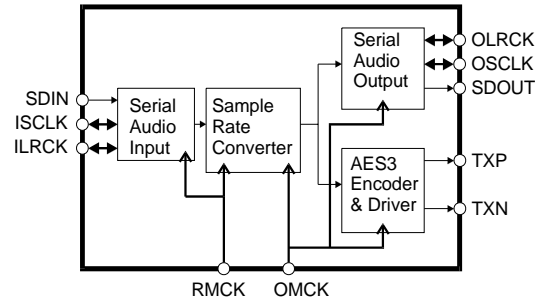 SDIN
ISCLK
ILRCK
Serial
Audio
Input
Sample
Rate
Converter
Serial
Audio
Output
AES3
Encoder
& Driver
OLRCK
OSCLK
SDOUT
TXP
TXN
RMCK
OMCK